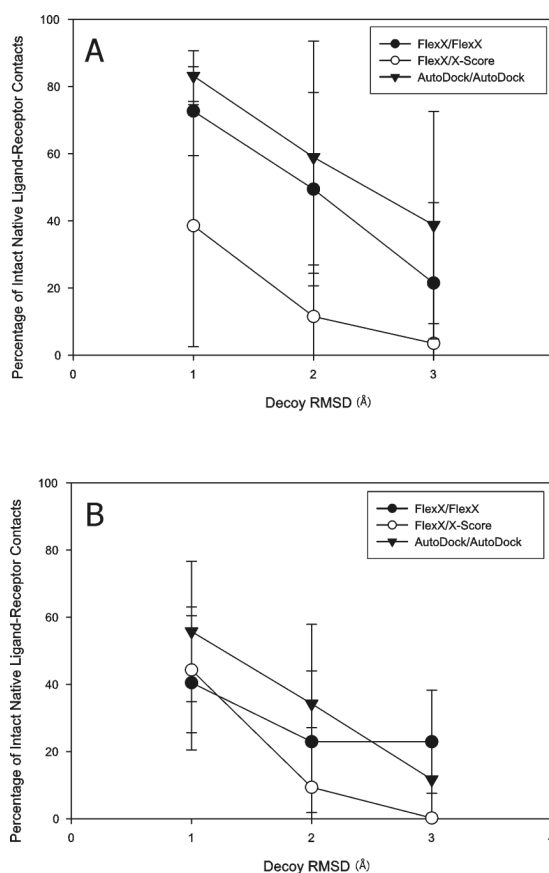 A
FlexX/FlexX
FlexX/X-Score
AutoDock/AutoDock
Percentage of Intact Native Ligand-Receptor Contacts
100
80
60
40
20
0
0 1 2 3
Decoy RMSD (Å)
B
FlexX/FlexX
FlexX/X-Score
AutoDock/AutoDock
Percentage of Intact Native Ligand-Receptor Contacts
100
80
60
40
20
0
0 1 2 3
Decoy RMSD (Å)